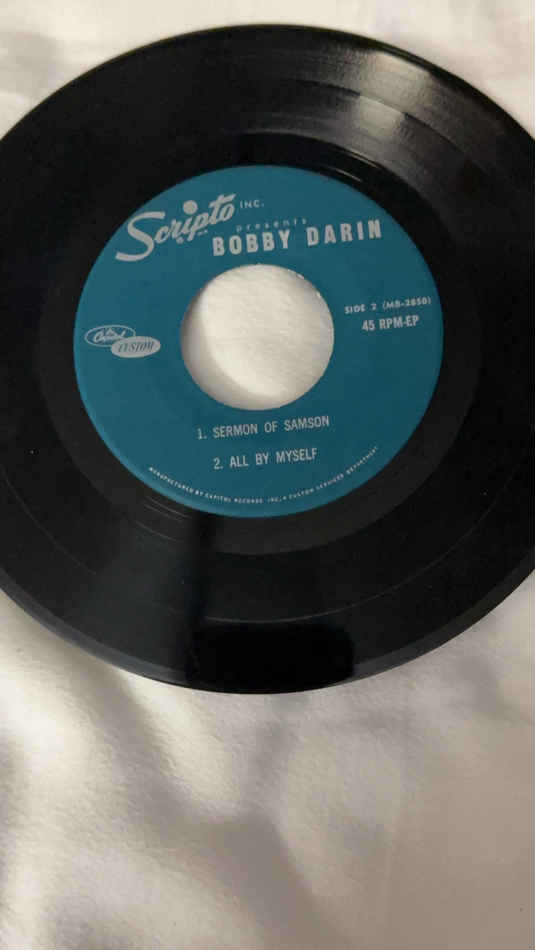 Scripto INC.
presents
BOBBY DARIN
SIDE 2 (MB-2850)
45 RPM-EP
Capitol
CUSTOM
1. SERMON OF SAMSON
2. ALL BY MYSELF
MANUFACTURED BY CAPITOL RECORDS, INC., CUSTOM SERVICES DEPARTMENT